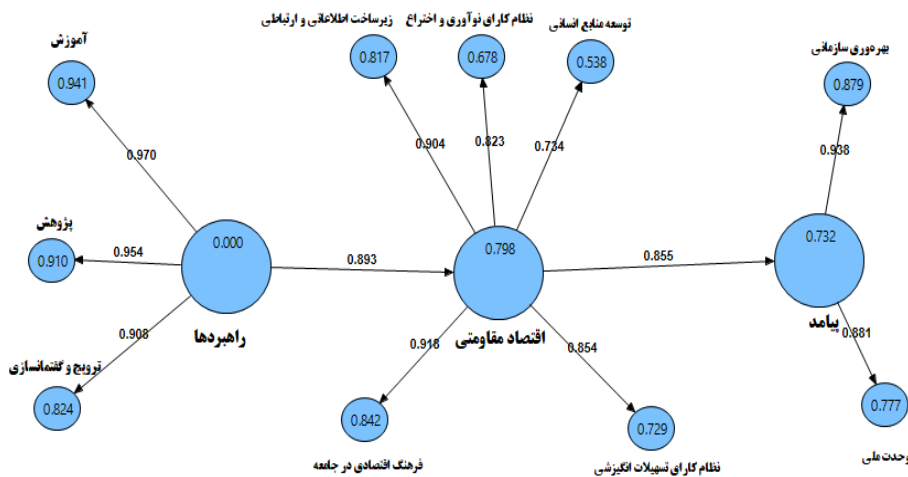 زیرساخت اطلاعاتی و ارتباطی
نظام کارای نوآوری و اختراع
توسعه منابع انسانی
بهره‌وری سازمانی
آموزش
0.817
0.678
0.538
0.879
0.941
0.904
0.823
0.734
0.938
0.970
پژوهش
0.910
0.954
0.000
0.893
0.798
0.855
0.732
راهبردها
اقتصاد مقاومتی
پیامد
0.908
0.918
0.854
0.881
ترویج و گفتمانسازی
0.824
0.842
0.729
0.777
فرهنگ اقتصادی در جامعه
نظام کارای تسهیلات انگیزشی
وحدت ملی